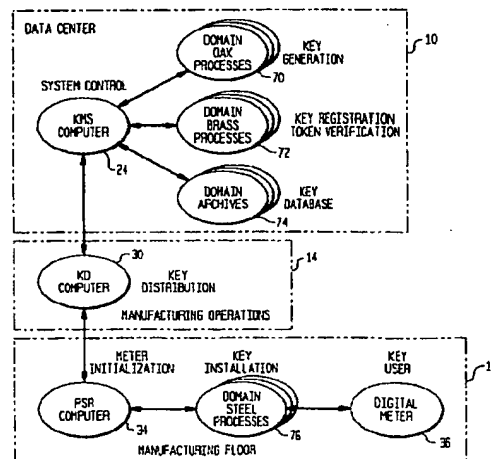 DATA CENTER
10
DOMAIN
OAK
PROCESSES
70
KEY
GENERATION
SYSTEM CONTROL
KMS
COMPUTER
24
DOMAIN
BRASS
PROCESSES
72
KEY REGISTRATION
TOKEN VERIFICATION
DOMAIN
ARCHIVES
74
KEY
DATABASE
30
14
KD
COMPUTER
KEY
DISTRIBUTION
MANUFACTURING OPERATIONS
METER
INITIALIZATION
KEY
INSTALLATION
KEY
USER
1
PSR
COMPUTER
34
DOMAIN
STEEL
PROCESSES
76
DIGITAL
METER
36
MANUFACTURING FLOOR